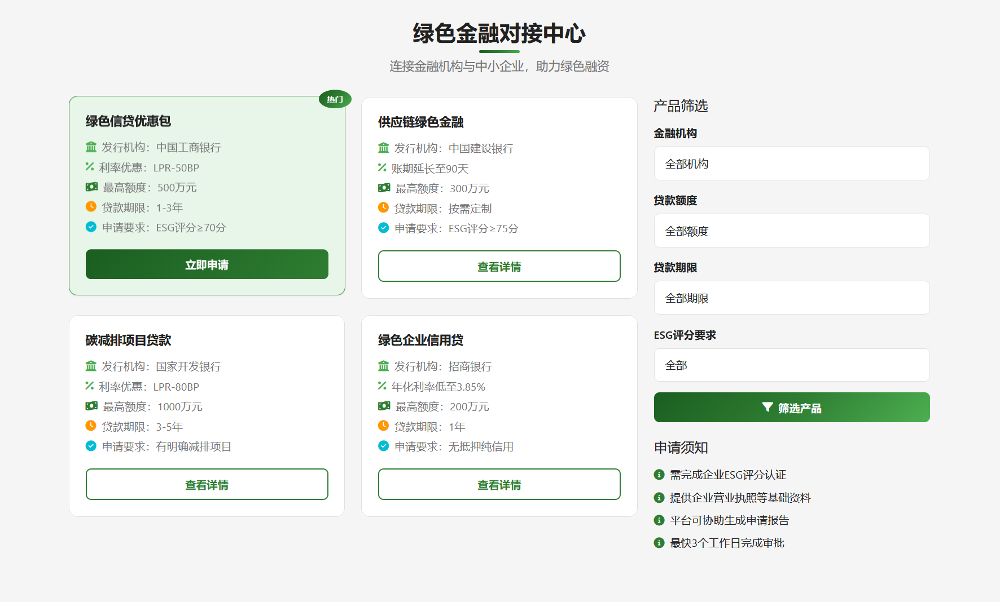 绿色金融对接中心
连接金融机构与中小企业，助力绿色融资
热门
绿色信贷优惠包
发行机构：中国工商银行
利率优惠：LPR-50BP
最高额度：500万元
贷款期限：1-3年
申请要求：ESG评分≥70分
立即申请
供应链绿色金融
发行机构：中国建设银行
账期延长至90天
最高额度：300万元
贷款期限：按需定制
申请要求：ESG评分≥75分
查看详情
碳减排项目贷款
发行机构：国家开发银行
利率优惠：LPR-80BP
最高额度：1000万元
贷款期限：3-5年
申请要求：有明确减排项目
查看详情
绿色企业信用贷
发行机构：招商银行
年化利率低至3.85%
最高额度：200万元
贷款期限：1年
申请要求：无抵押纯信用
查看详情
产品筛选
金融机构
全部机构
贷款额度
全部额度
贷款期限
全部期限
ESG评分要求
全部
筛选产品
申请须知
需完成企业ESG评分认证
提供企业营业执照等基础资料
平台可协助生成申请报告
最快3个工作日完成审批